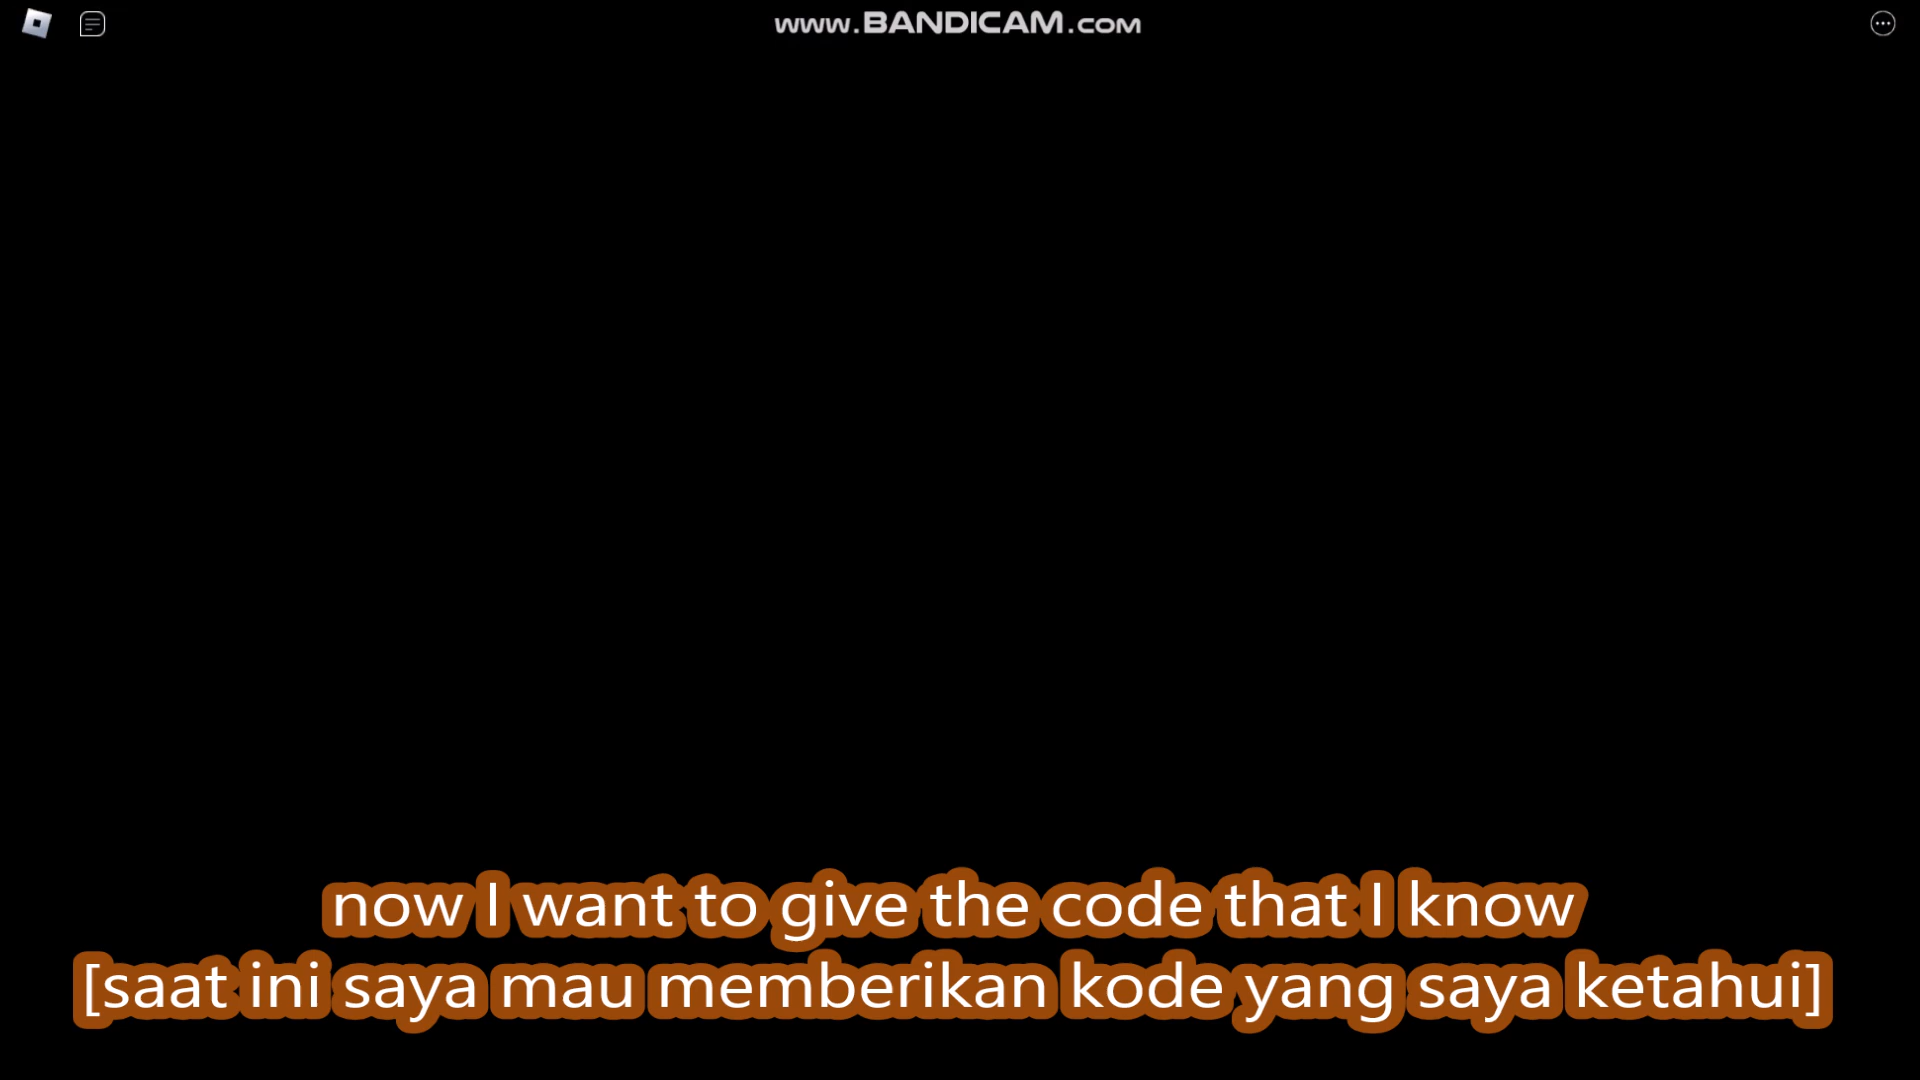 www.BANDICAM.com
now I want to give the code that I know
[saat ini saya mau memberikan kode yang saya ketahui]